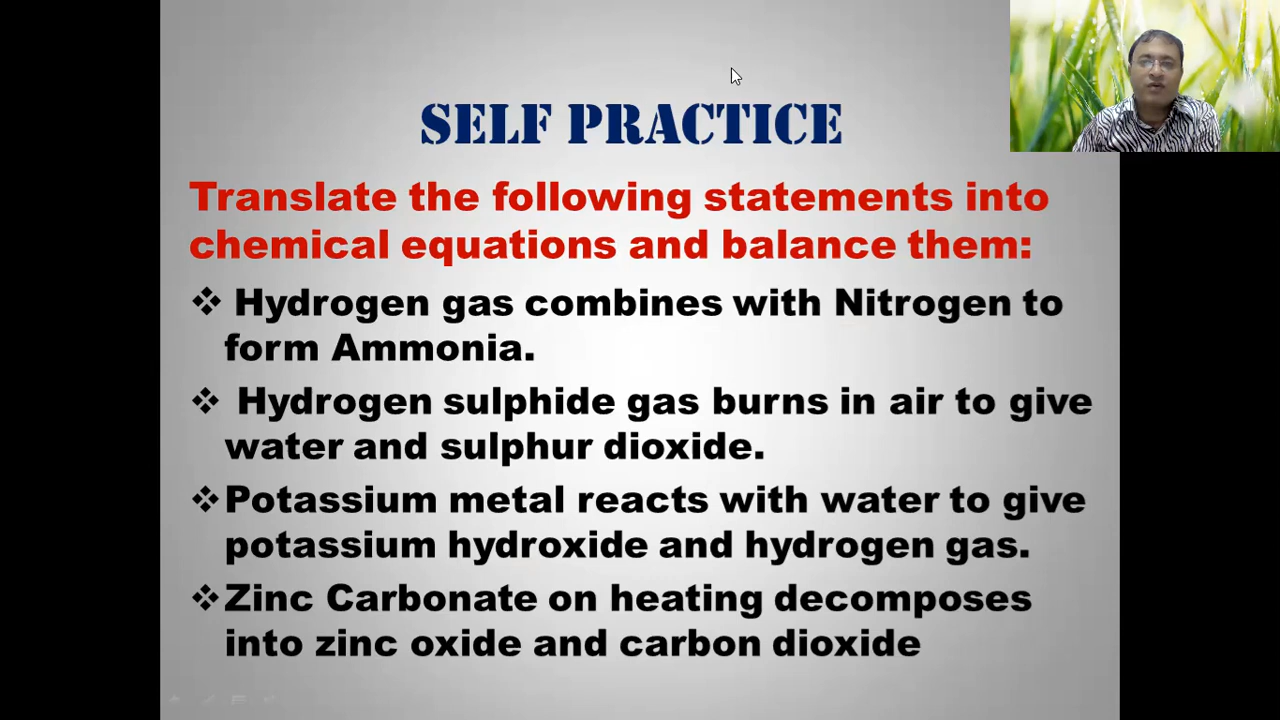 SELF PRACTICE
Translate the following statements into
chemical equations and balance them:
❖ Hydrogen gas combines with Nitrogen to
form Ammonia.
❖ Hydrogen sulphide gas burns in air to give
water and sulphur dioxide.
❖Potassium metal reacts with water to give
potassium hydroxide and hydrogen gas.
❖Zinc Carbonate on heating decomposes
into zinc oxide and carbon dioxide